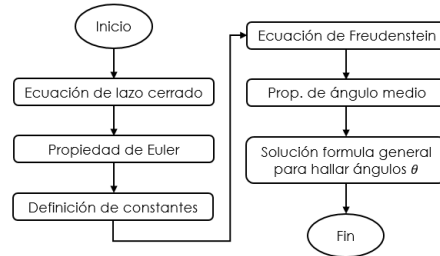 Inicio
Ecuación de lazo cerrado
Propiedad de Euler
Definición de constantes
Ecuación de Freudenstein
Prop. de ángulo medio
Solución formula general
para hallar ángulos θ
Fin